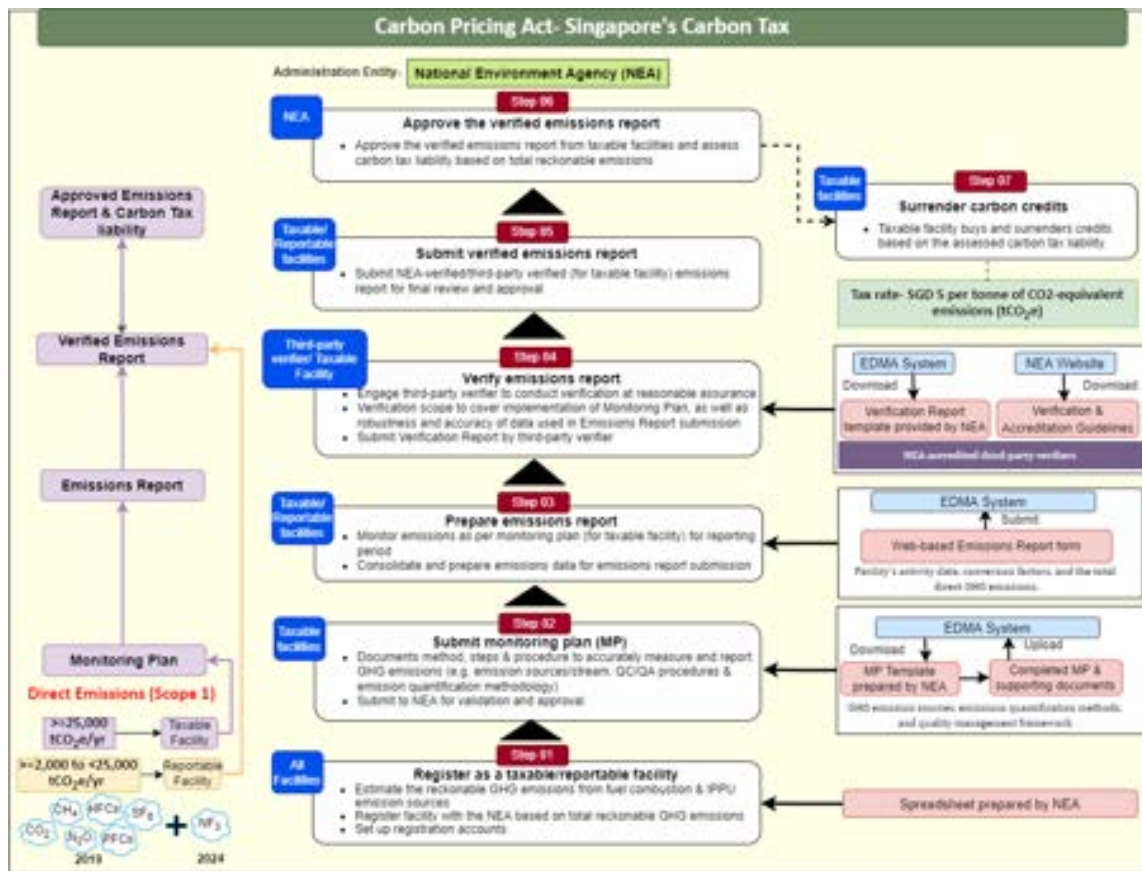 Carbon Pricing Act- Singapore's Carbon Tax
Administration Entity-
National Environment Agency (NEA)
NEA
Step 06
Approve the verified emissions report
• Approve the verified emissions report from taxable facilities and assess
carbon tax liability based on total reckonable emissions
Taxable facilities
Step 07
Surrender carbon credits
• Taxable facility buys and surrenders credits
based on the assessed carbon tax liability
Tax rate- SGD 5 per tonne of CO2-equivalent
emissions (tCO2e)
Taxable/
Reportable
facilities
Step 05
Submit verified emissions report
• Submit NEA-verified/third-party verified (for taxable facility) emissions
report for final review and approval
Third-party
verifier/ Taxable
Facility
Step 04
Verify emissions report
• Engage third-party verifier to conduct verification at reasonable assurance
• Verification scope to cover implementation of Monitoring Plan, as well as
robustness and accuracy of data used in Emissions Report submission
• Submit Verification Report by third-party verifier
EDMA System
NEA Website
Download
Download
Verification Report
template provided by NEA
Verification &
Accreditation Guidelines
NEA accredited third party verifiers
Taxable/
Reportable
facilities
Step 03
Prepare emissions report
• Monitor emissions as per monitoring plan (for taxable facility) for reporting
period
• Consolidate and prepare emissions data for emissions report submission
EDMA System
Submit
Web-based Emissions Report form
Facility's activity data, conversion factors, and the total
direct GHG emissions.
Taxable
facilities
Step 02
Submit monitoring plan (MP)
• Documents method, steps & procedure to accurately measure and report
GHG emissions (e.g. emission sources/stream, QC/QA procedures &
emission quantification methodology)
• Submit to NEA for validation and approval
EDMA System
Download
Upload
MP Template
prepared by NEA
Completed MP &
supporting documents
GHG emission sources, emissions quantification methods,
and quality management framework
All
Facilities
Step 01
Register as a taxable/reportable facility
• Estimate the reckonable GHG emissions from fuel combustion & IPPU
emission sources
• Register facility with the NEA based on total reckonable GHG emissions
• Set up registration accounts
Spreadsheet prepared by NEA
Approved Emissions
Report & Carbon Tax
liability
Verified Emissions
Report
Emissions Report
Monitoring Plan
Direct Emissions (Scope 1)
>=25,000
tCO2e/yr
Taxable
Facility
>=2,000 to <25,000
tCO2e/yr
Reportable
Facility
CO2
CH4
HFCs
SF6
N2O
PFCs
+
NF3
2019
2024